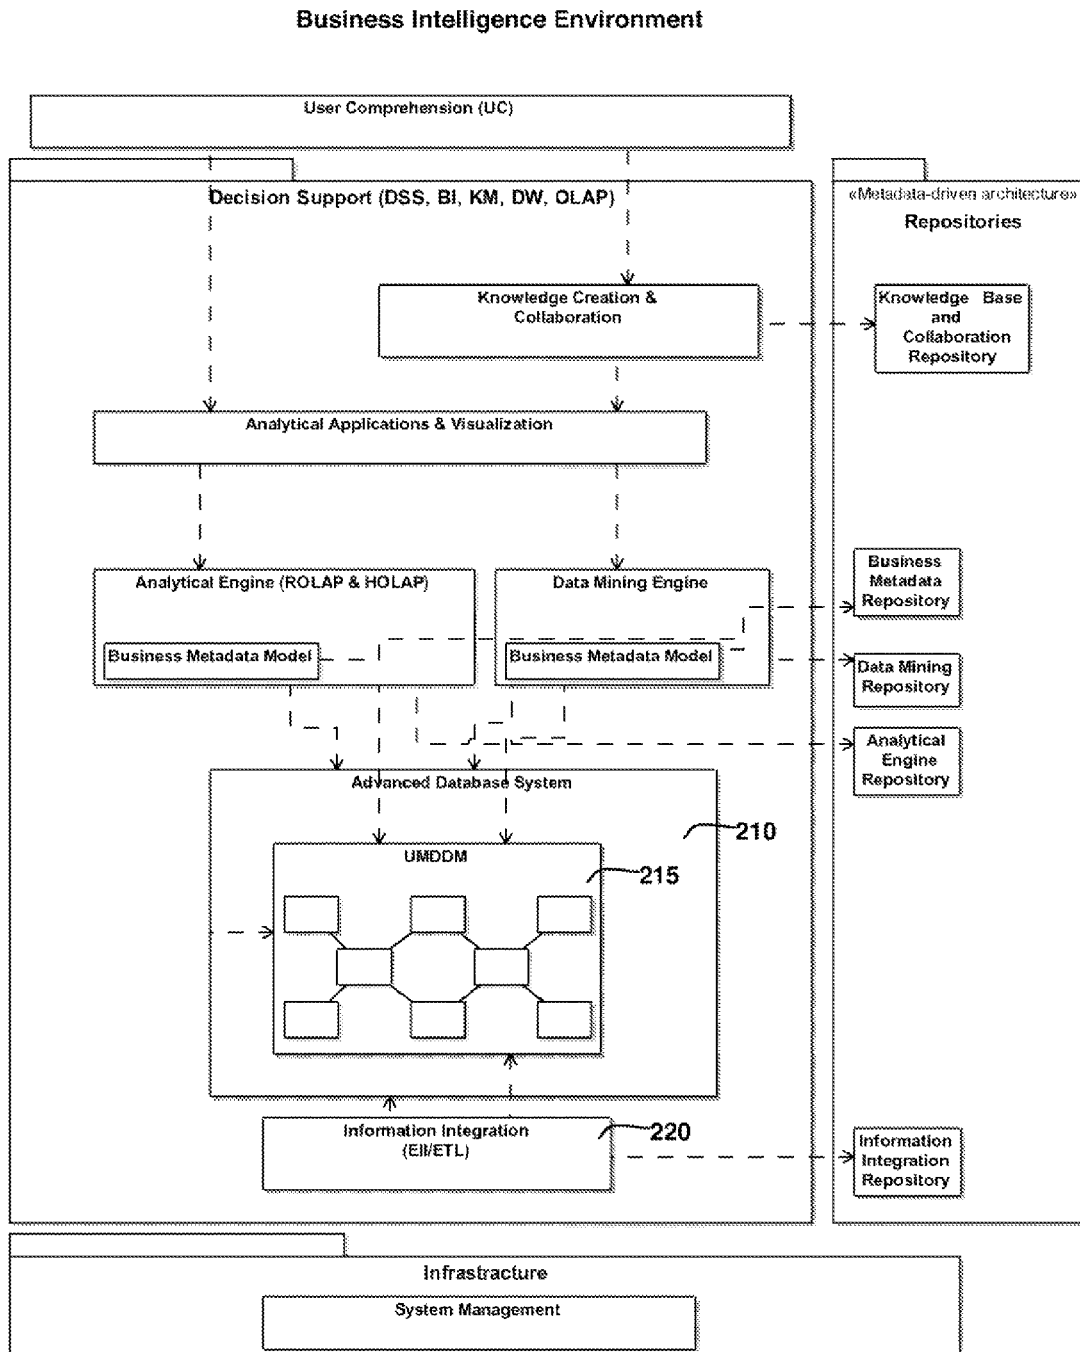 Business Intelligence Environment
User Comprehension (UC)
Decision Support (DSS, BI, KM, DW, OLAP)
«Metadata-driven architecture»
Repositories
Knowledge Creation &
Collaboration
Knowledge Base
and
Collaboration
Repository
Analytical Applications & Visualization
Analytical Engine (ROLAP & HOLAP)
Data Mining Engine
Business
Metadata
Repository
Business Metadata Model
Business Metadata Model
Data Mining
Repository
Analytical
Engine
Repository
Advanced Database System
210
UMDDM
215
Information Integration
(EII/ETL)
220
Information
Integration
Repository
Infrastracture
System Management